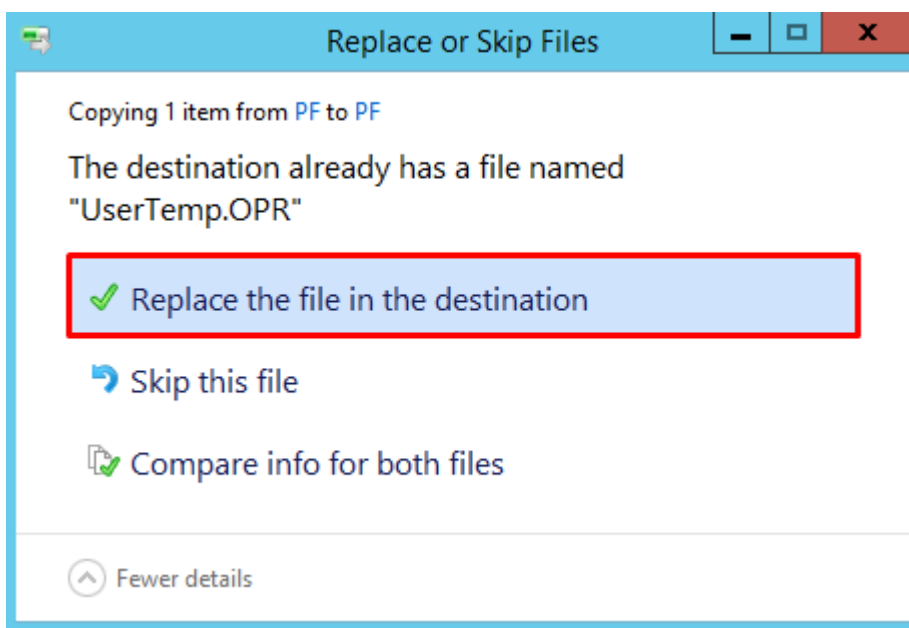 Replace or Skip Files
Copying 1 item from PF to PF
The destination already has a file named
"UserTemp.OPR"
Replace the file in the destination
Skip this file
Compare info for both files
Fewer details